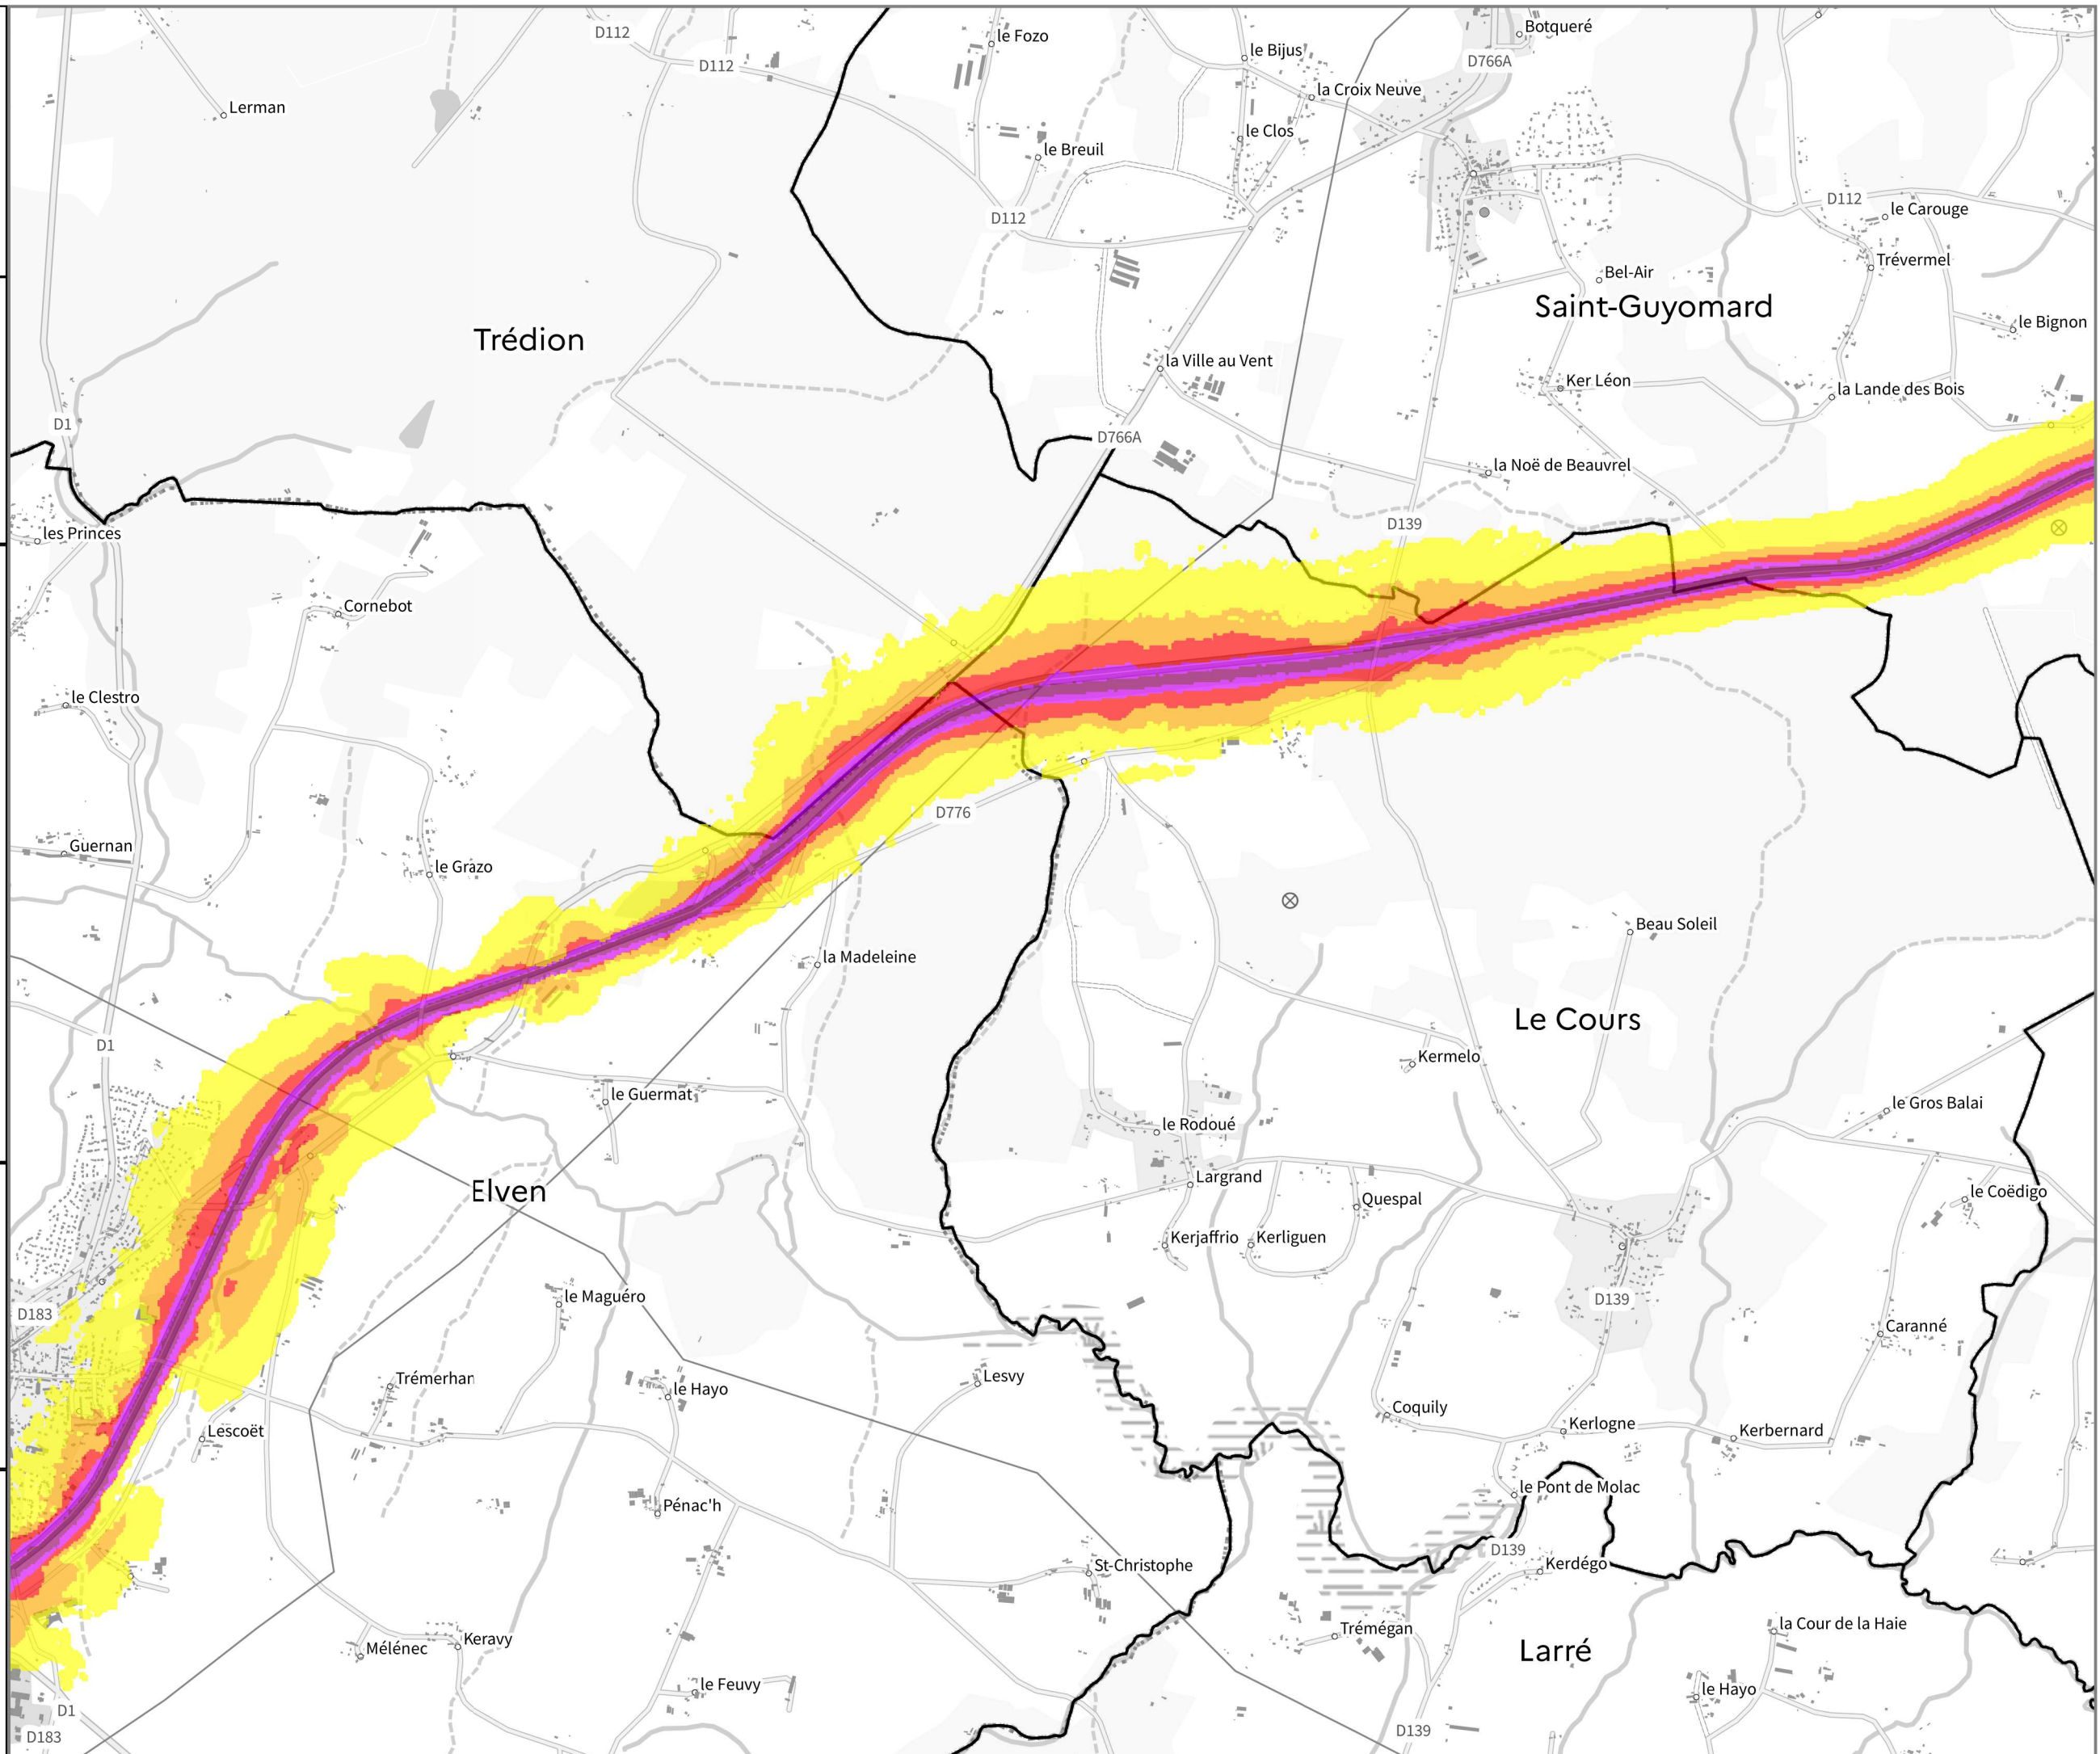 Botqueré
D112
le Fozo
le Bijus
D766A
D112
la Croix Neuve
Lerman
le Clos
le Breuil
D112
le Carouge
D112
Trévermel
Bel-Air
Saint-Guyomard
le Bignon
Trédion
la Ville au Vent
Ker Léon
la Lande des Bois
D1
D766A
la Noë de Beauvrel
D139
les Princes
Cornebot
le Clestro
D776
Guernan
le Grazo
Beau Soleil
la Madeleine
Le Cours
D1
Kermelo
le Guermat
le Gros Balai
le Rodoué
Largrand
Elven
le Coëdigo
Quespal
Kerjaffrio
Kerliguen
le Maguéro
D139
D183
Caranné
Trémerhan
Lesvy
le Hayo
Coquily
Kerlogne
Lescoët
Kerbernard
le Pont de Molac
Pénac'h
D139
St-Christophe
Kerdégo
la Cour de la Haie
Trémégan
Keravy
Mélénec
Larré
le Feuvy
le Hayo
D1
D139
D183